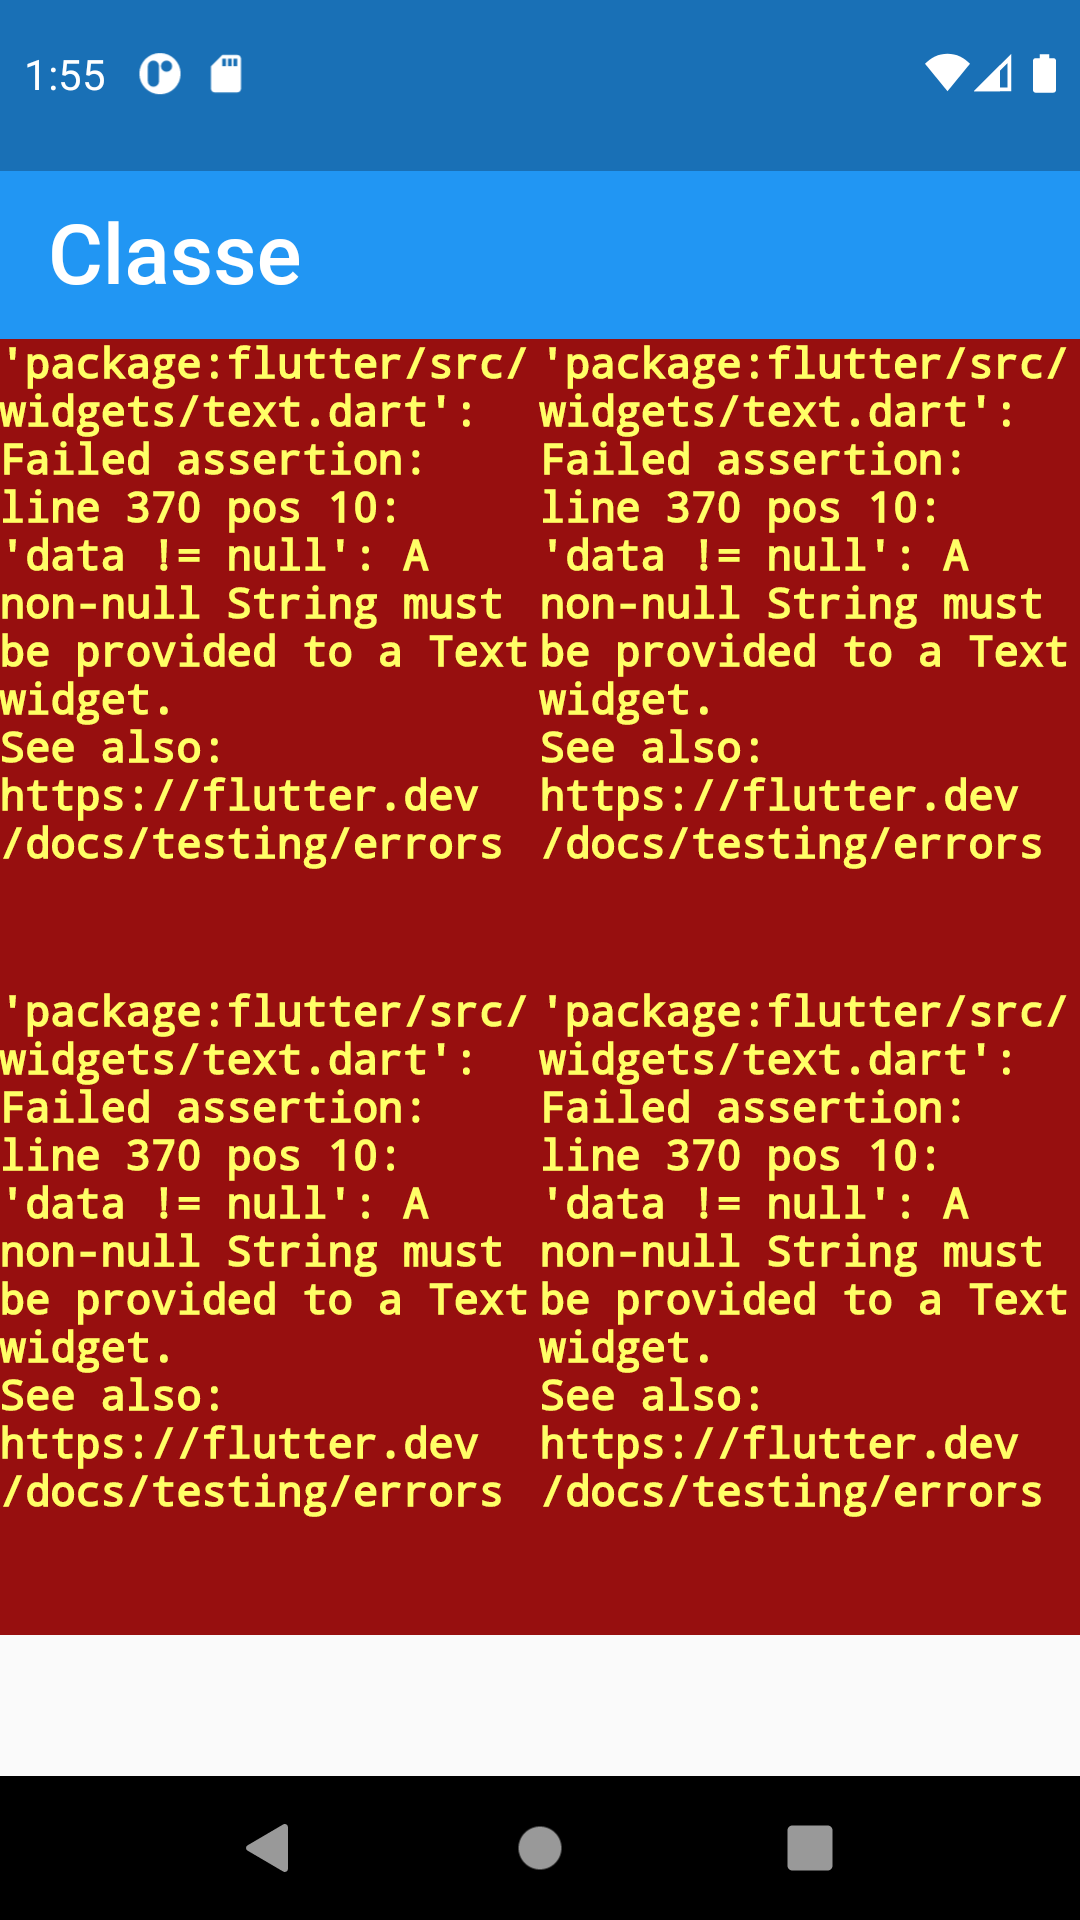 1:55
Classe
'package:flutter/src/
widgets/text.dart':
Failed assertion:
line 370 pos 10:
'data != null': A
non-null String must
be provided to a Text
widget.
See also:
https://flutter.dev
/docs/testing/errors
'package:flutter/src/
widgets/text.dart':
Failed assertion:
line 370 pos 10:
'data != null': A
non-null String must
be provided to a Text
widget.
See also:
https://flutter.dev
/docs/testing/errors
'package:flutter/src/
widgets/text.dart':
Failed assertion:
line 370 pos 10:
'data != null': A
non-null String must
be provided to a Text
widget.
See also:
https://flutter.dev
/docs/testing/errors
'package:flutter/src/
widgets/text.dart':
Failed assertion:
line 370 pos 10:
'data != null': A
non-null String must
be provided to a Text
widget.
See also:
https://flutter.dev
/docs/testing/errors